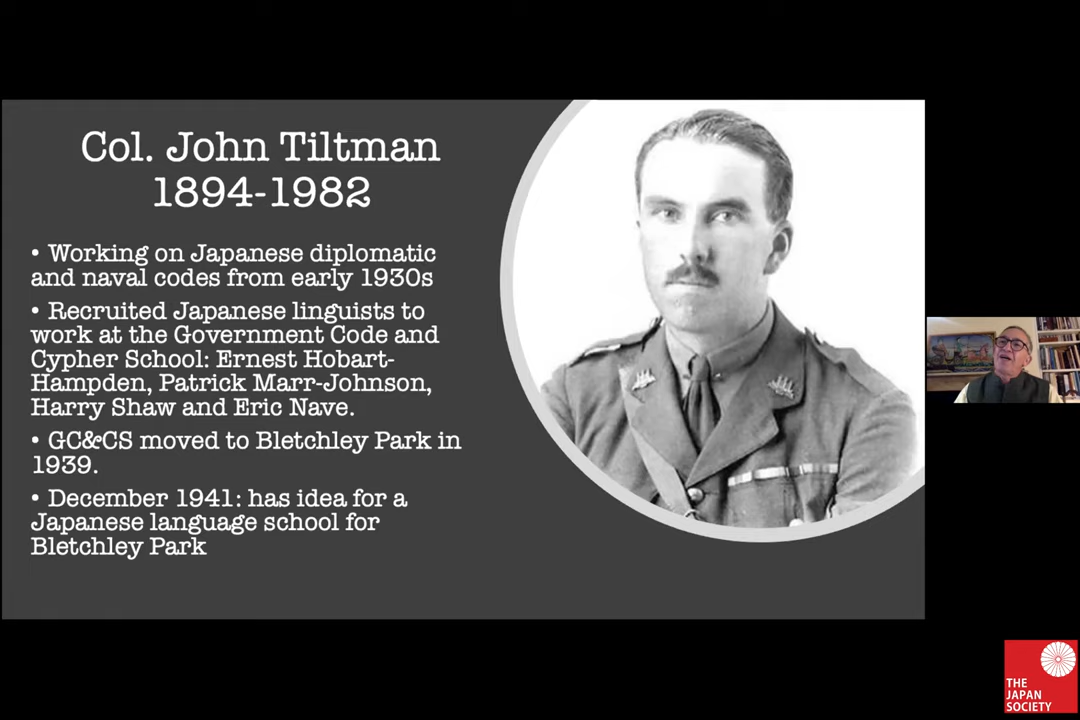 Col. John Tiltman
1894-1982
• Working on Japanese diplomatic
and naval codes from early 1930s
• Recruited Japanese linguists to
work at the Government Code and
Cypher School: Ernest Hobart-
Hampden, Patrick Marr-Johnson,
Harry Shaw and Eric Nave.
• GC&CS moved to Bletchley Park in
1939.
• December 1941: has idea for a
Japanese language school for
Bletchley Park
THE
JAPAN
SOCIETY